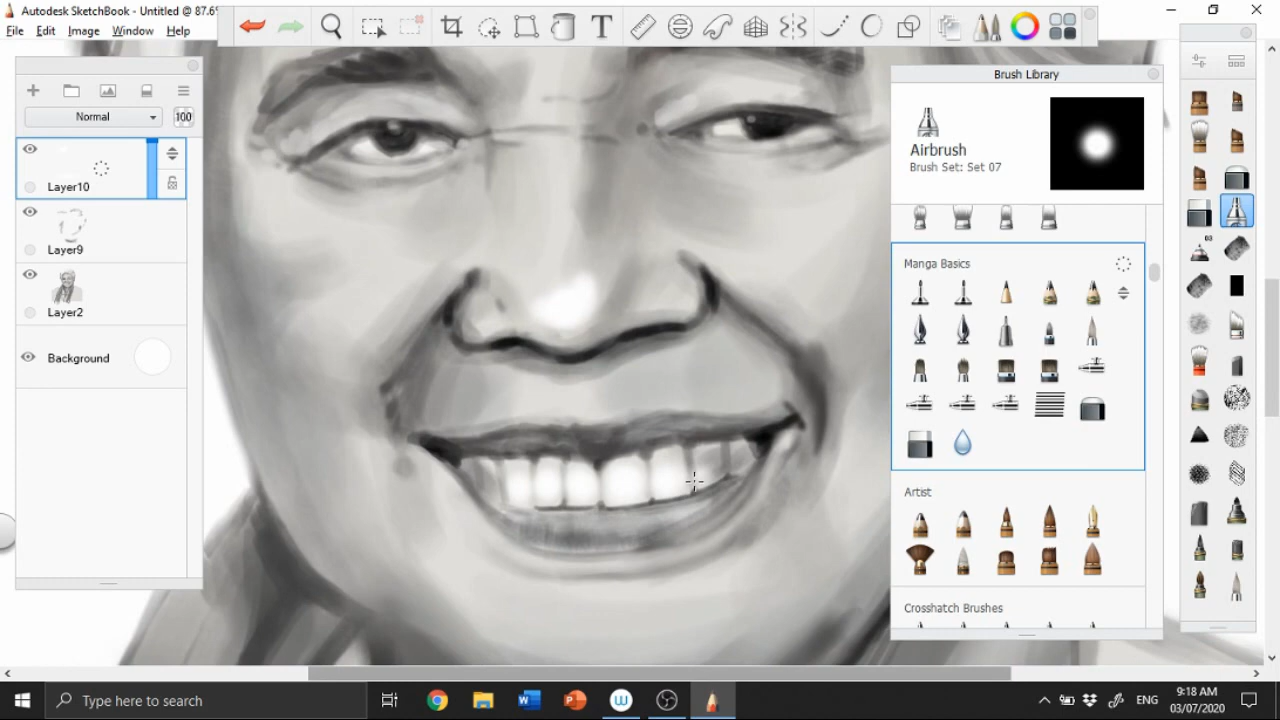 Autodesk SketchBook - Untitled @ 87.6%
File Edit Image Window Help
T
Normal 100
Layer10
Layer9
Layer2
Background
Brush Library
Airbrush
Brush Set: Set 07
Manga Basics
Artist
Crosshatch Brushes
03
Type here to search
ENG
9:18 AM
03/07/2020